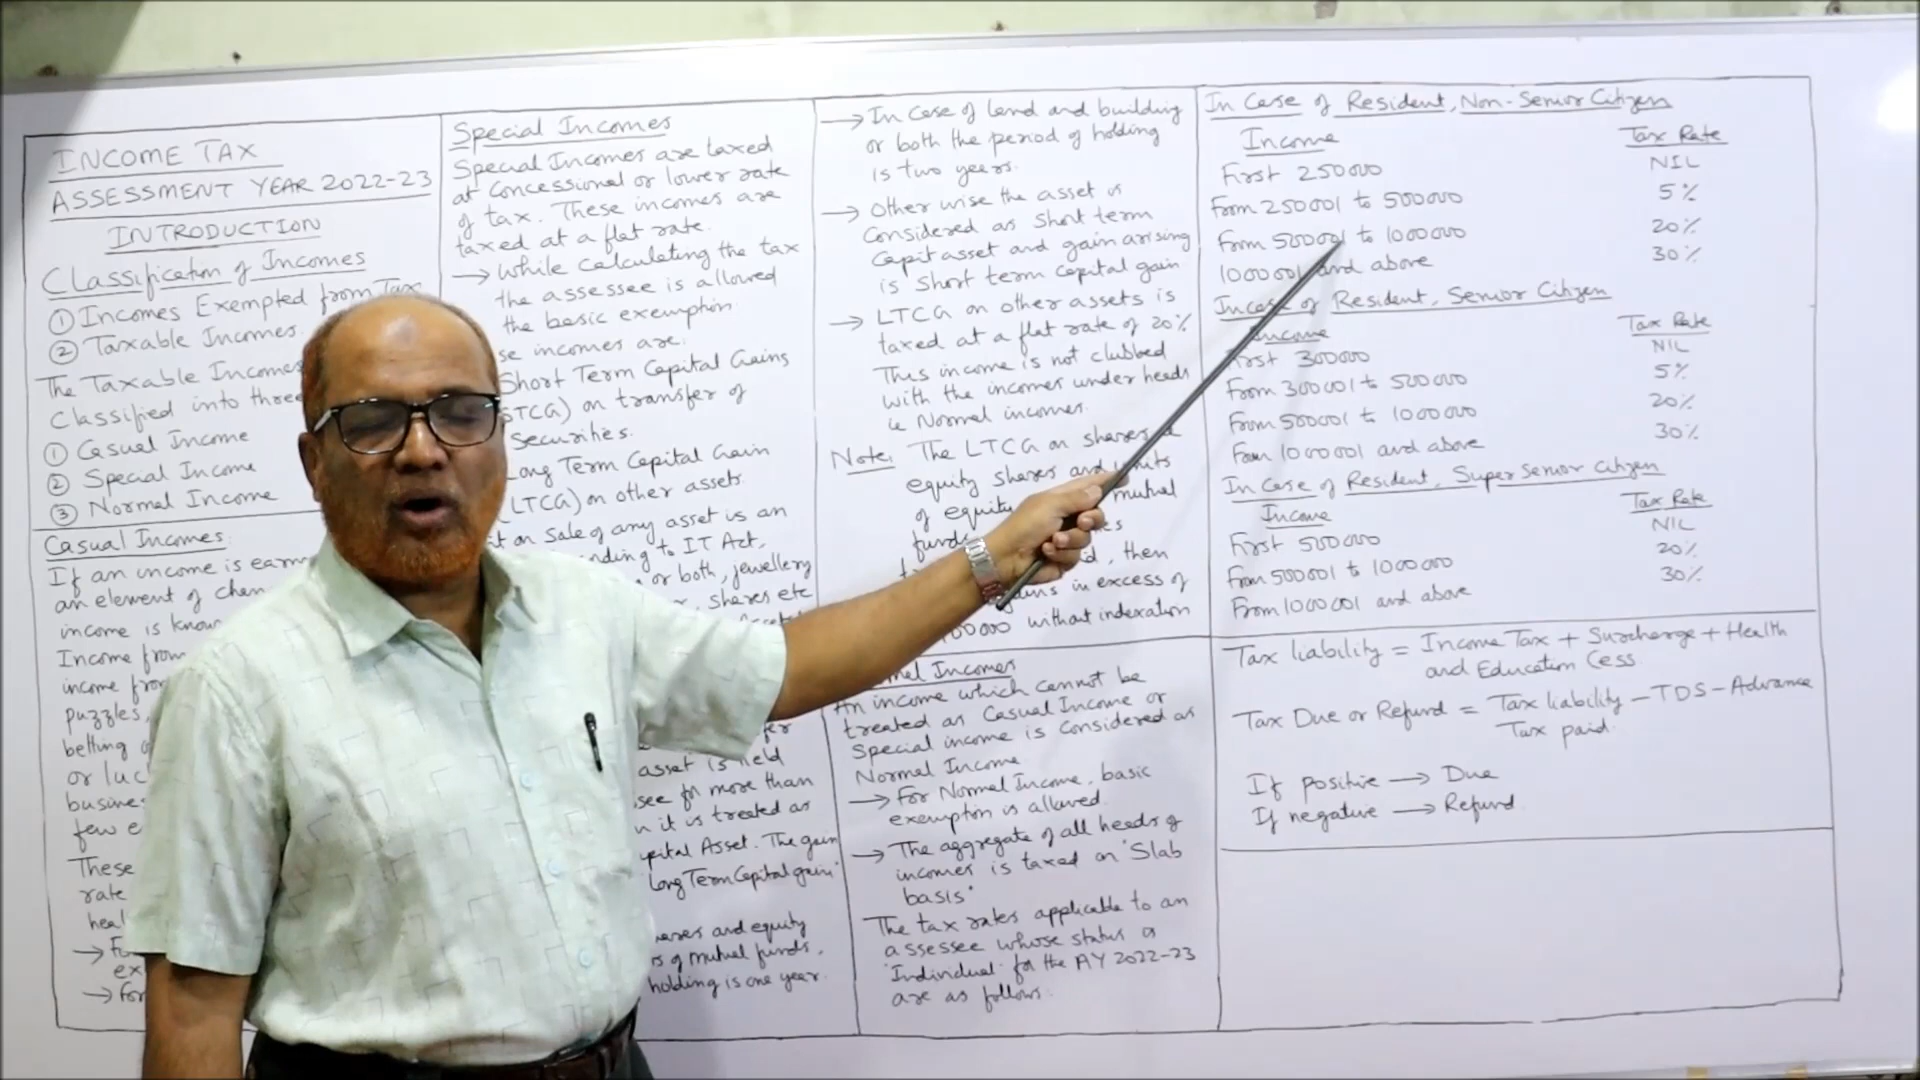 INCOME TAX
ASSESSMENT YEAR 2022-23
INTRODUCTION
Classification of Incomes
① Incomes Exempted from Tax
② Taxable Incomes
The Taxable Incomes
Classified into three
① Casual Income
② Special Income
③ Normal Income
Casual Incomes
If an income is
an element of
income is
Income from
income
puzzles,
betting
or
few
These
rate
Special Incomes
Special Incomes are taxed
at concessional or lower rate
of tax. These incomes are
taxed at a flat rate.
→ While calculating the tax
the assessee is allowed
the basic exemption
incomes are.
Short Term Capital Gains
(STCG) on transfer of
Securities.
Long Term Capital Gain
(LTCG) on other assets.
on Sale of any asset is an
to IT Act,
or both, jewellery
shares etc
asset is held
for more than
it is treated as
Asset. The gain
Long Term Capital gain
and equity
of mutual funds,
holding is one year.
→ In Case of land and building
or both the period of holding
is two years.
→ Other wise the asset is
Considered as Short term
Capit asset and gain arising
is Short term capital gain
→ LTCG on other assets is
taxed at a flat rate of 20%
This income is not clubbed
with the incomes under heads
ie Normal incomes.
Note: The LTCG on shares
equity shares and units
of equity mutual
then
in excess of
100000 without indexation
Incomes
An income which cannot be
treated as Casual Income or
Special income is considered as
Normal Income
→ For Normal Income, basic
exemption is allowed.
→ The aggregate of all heads of
incomes is taxed on "Slab
basis"
The tax rates applicable to an
assessee whose status is
'Individual' for the AY 2022-23
are as follows.
In Case of Resident, Non-Senior Citizen
Income Tax Rate
First 250000 NIL
From 250001 to 500000 5%
From 500001 to 1000000 20%
1000001 and above 30%
In case of Resident, Senior Citizen
Income Tax Rate
First 300000 NIL
From 300001 to 500000 5%
From 500001 to 1000000 20%
From 1000001 and above 30%
In Case of Resident, Super Senior Citizen
Income Tax Rate
First 500000 NIL
From 500001 to 1000000 20%
From 1000001 and above 30%
Tax liability = Income Tax + Surcharge + Health
and Education Cess
Tax Due or Refund = Tax liability - TDS - Advance
Tax paid.
If positive → Due
If negative → Refund